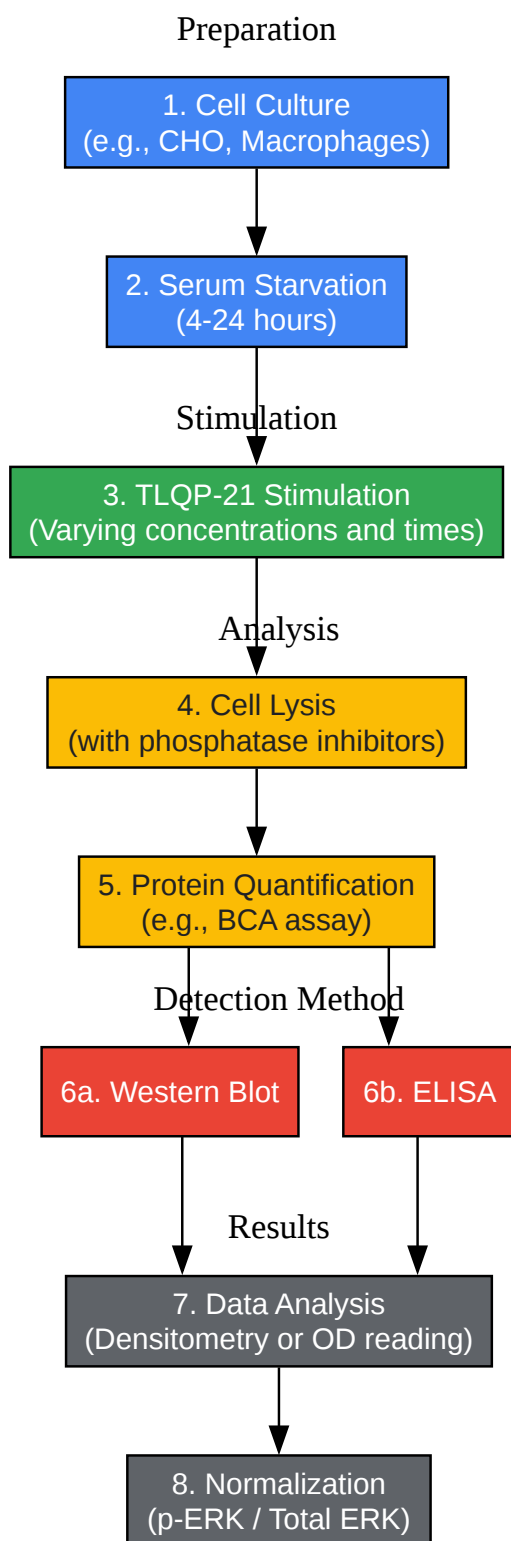 Preparation
1. Cell Culture
(e.g., CHO, Macrophages)
2. Serum Starvation
(4-24 hours)
Stimulation
3. TLQP-21 Stimulation
(Varying concentrations and times)
Analysis
4. Cell Lysis
(with phosphatase inhibitors)
5. Protein Quantification
(e.g., BCA assay)
Detection Method
6a. Western Blot
6b. ELISA
Results
7. Data Analysis
(Densitometry or OD reading)
8. Normalization
(p-ERK / Total ERK)